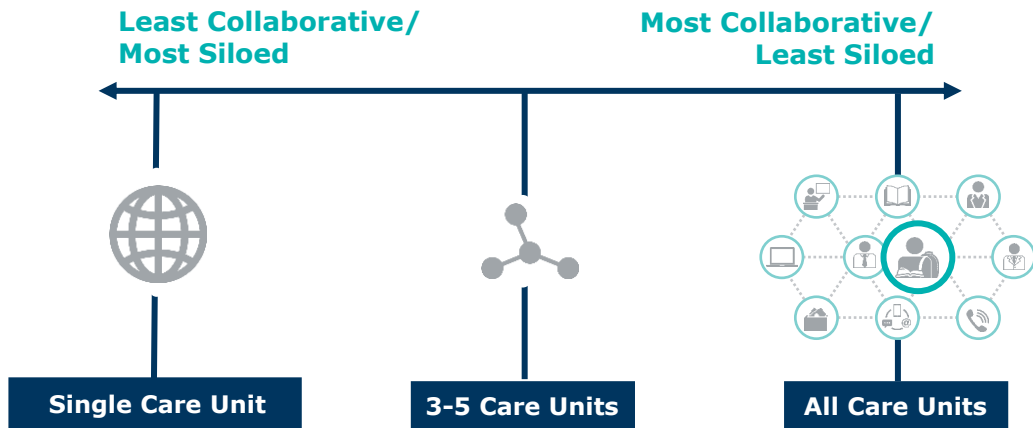 Least Collaborative/
Most Siloed
Most Collaborative/
Least Siloed
Single Care Unit
3-5 Care Units
All Care Units